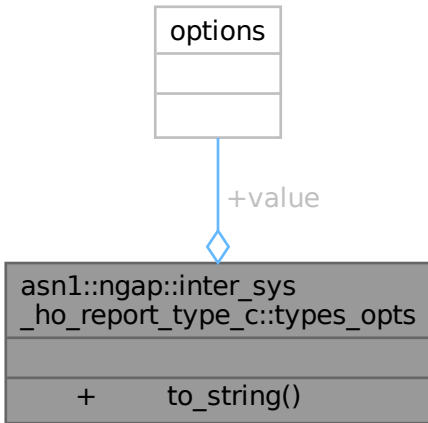 options
+value
asn1::ngap::inter_sys
_ho_report_type_c::types_opts
+ to_string()